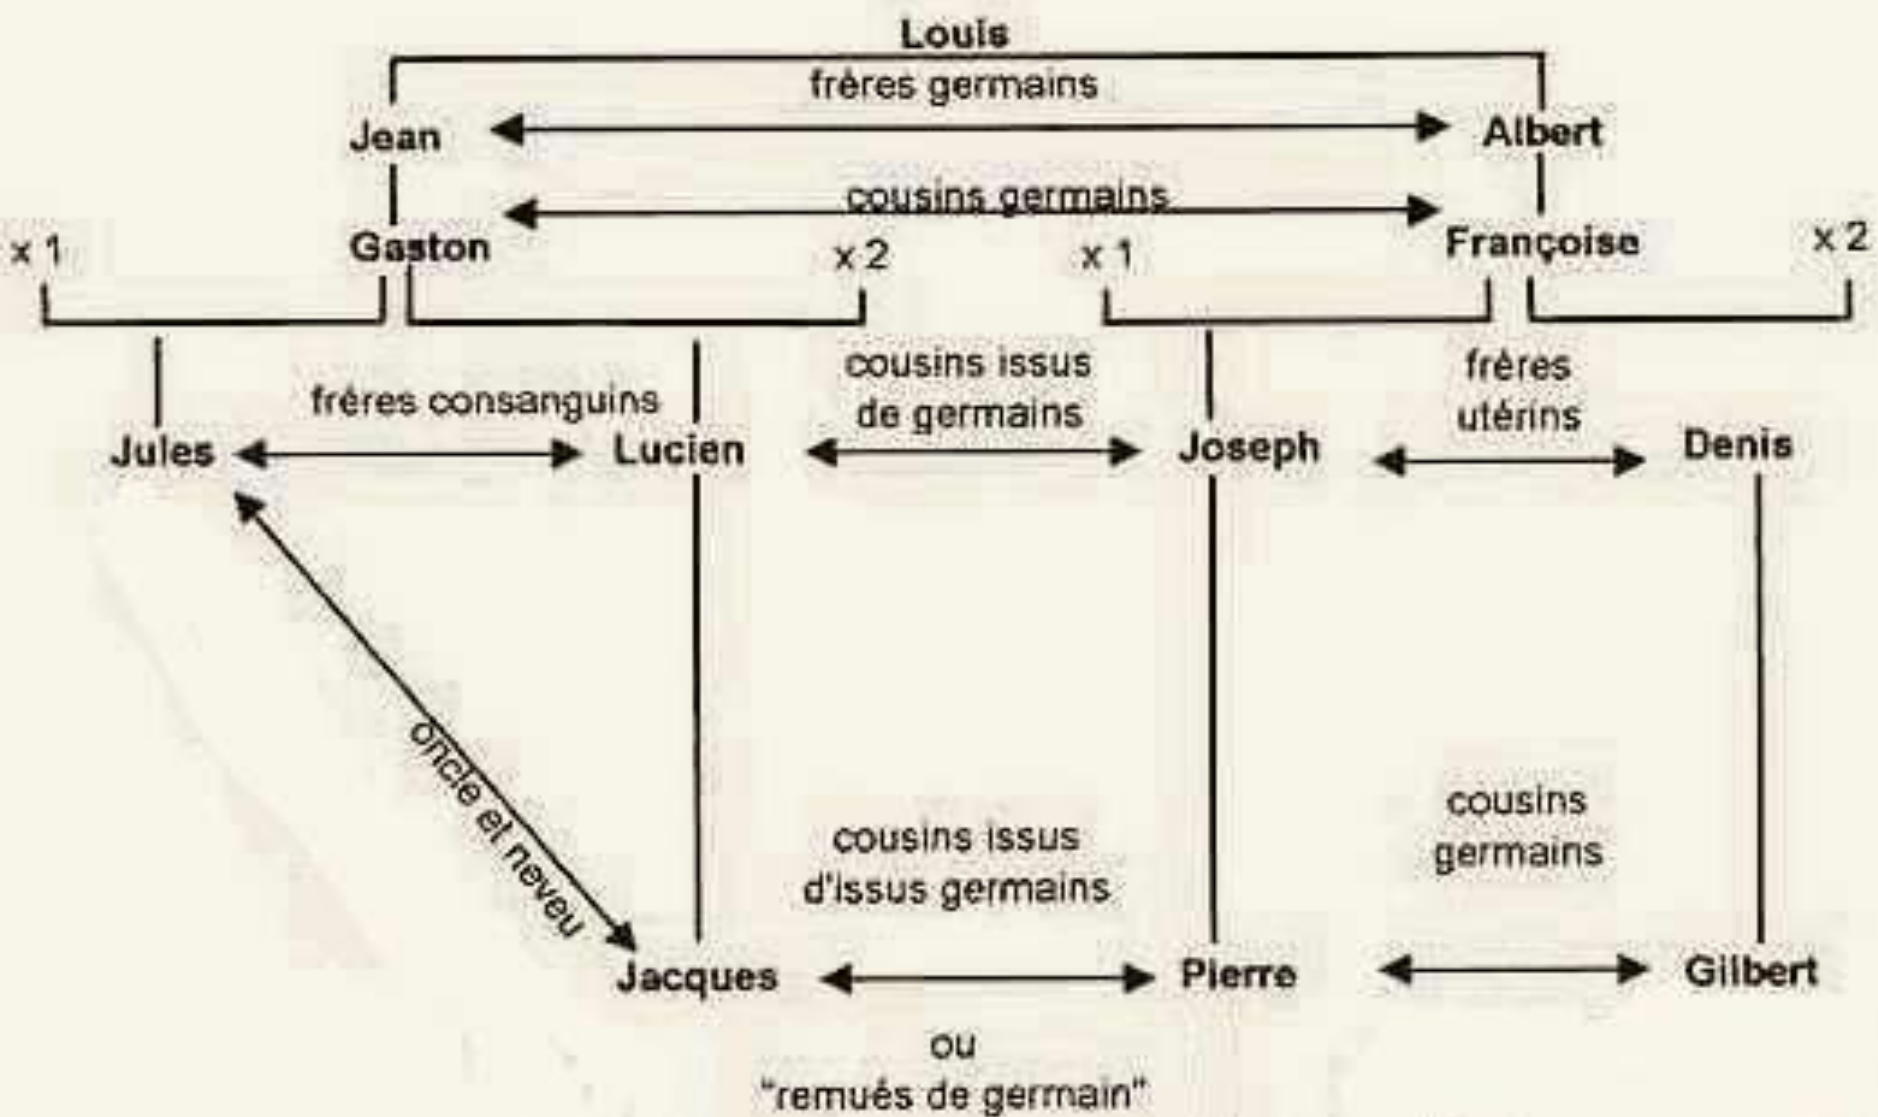 Louis
frères germains
Jean
Albert
cousins germains
x 1
Gaston
x 2
x 1
Françoise
x 2
frères consanguins
cousins issus
de germains
frères
utérins
Jules
Lucien
Joseph
Denis
oncle et neveu
cousins issus
d'issus germains
cousins
germains
Jacques
Pierre
Gilbert
ou
"remués de germain"